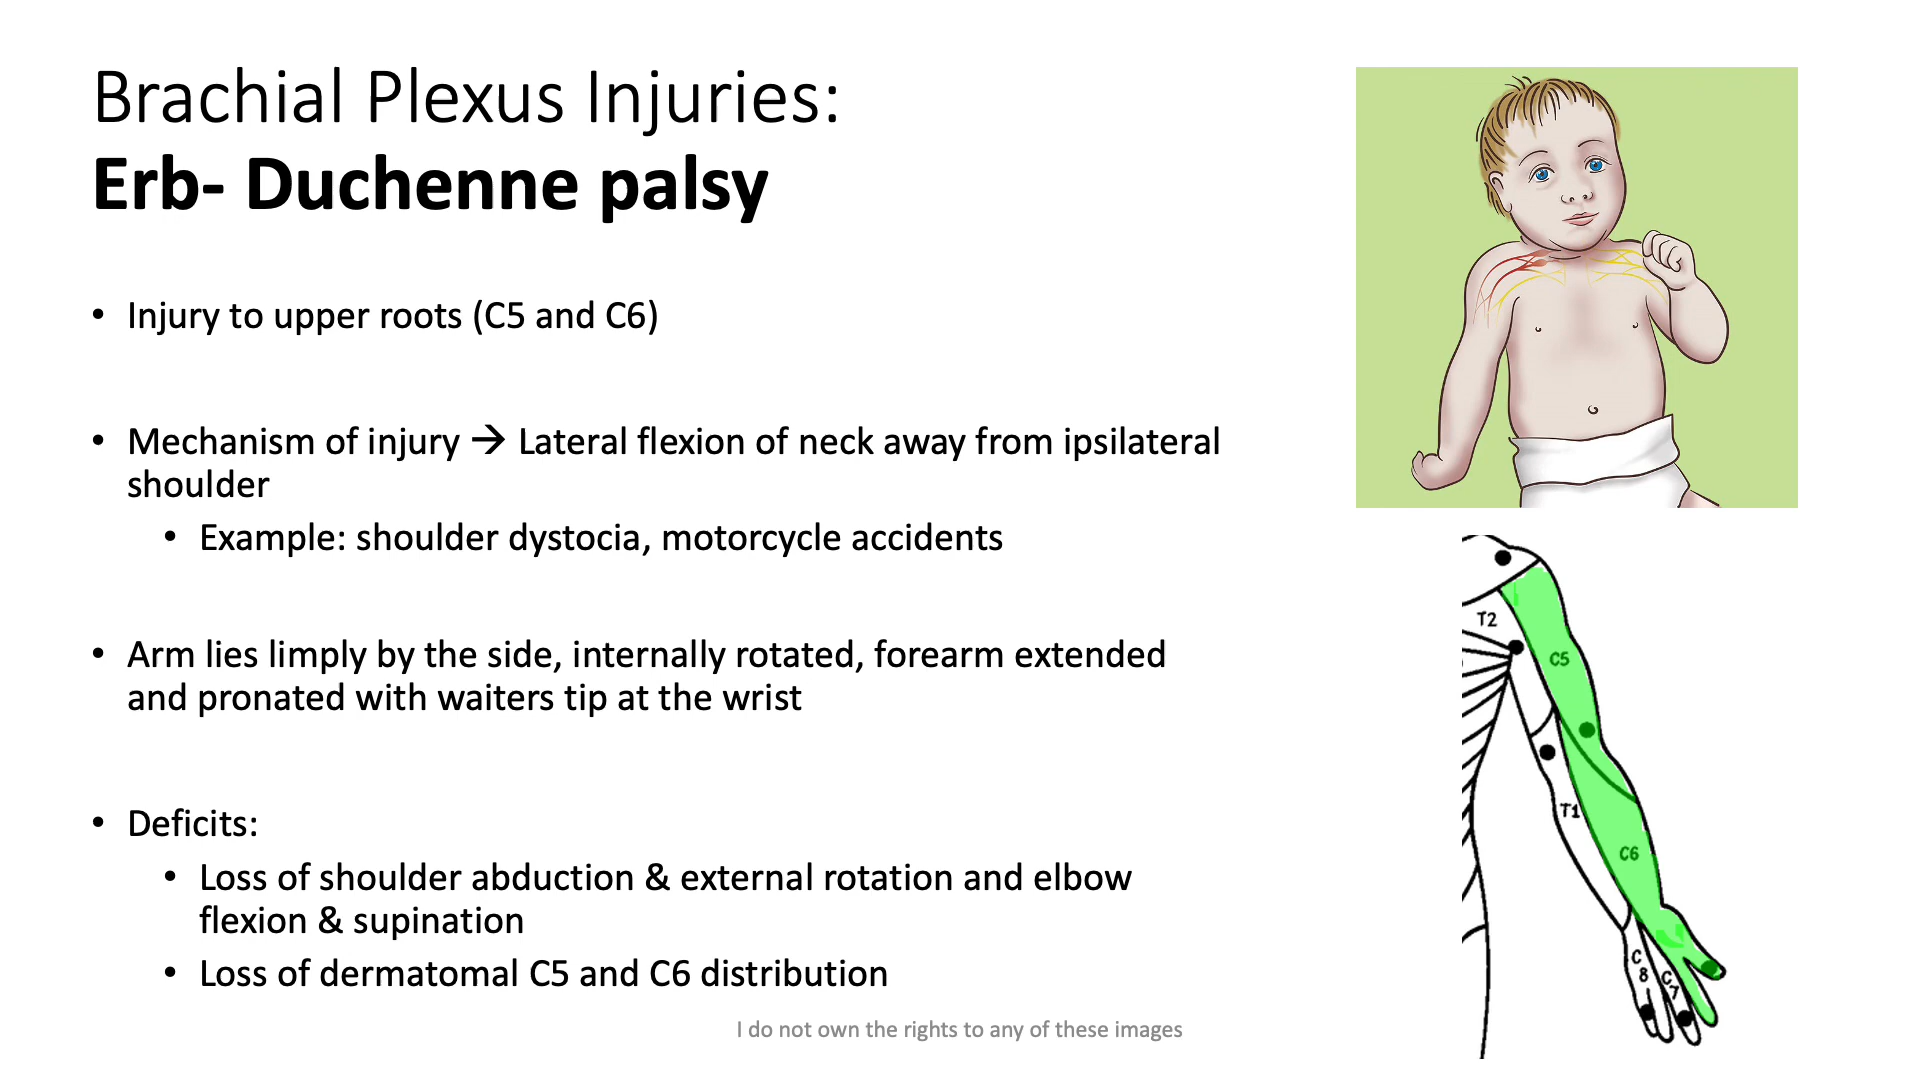 Brachial Plexus Injuries:
Erb- Duchenne palsy
• Injury to upper roots (C5 and C6)
• Mechanism of injury → Lateral flexion of neck away from ipsilateral
shoulder
• Example: shoulder dystocia, motorcycle accidents
• Arm lies limply by the side, internally rotated, forearm extended
and pronated with waiters tip at the wrist
• Deficits:
• Loss of shoulder abduction & external rotation and elbow
flexion & supination
• Loss of dermatomal C5 and C6 distribution
I do not own the rights to any of these images
T2
C5
T1
C6
C
8
C7